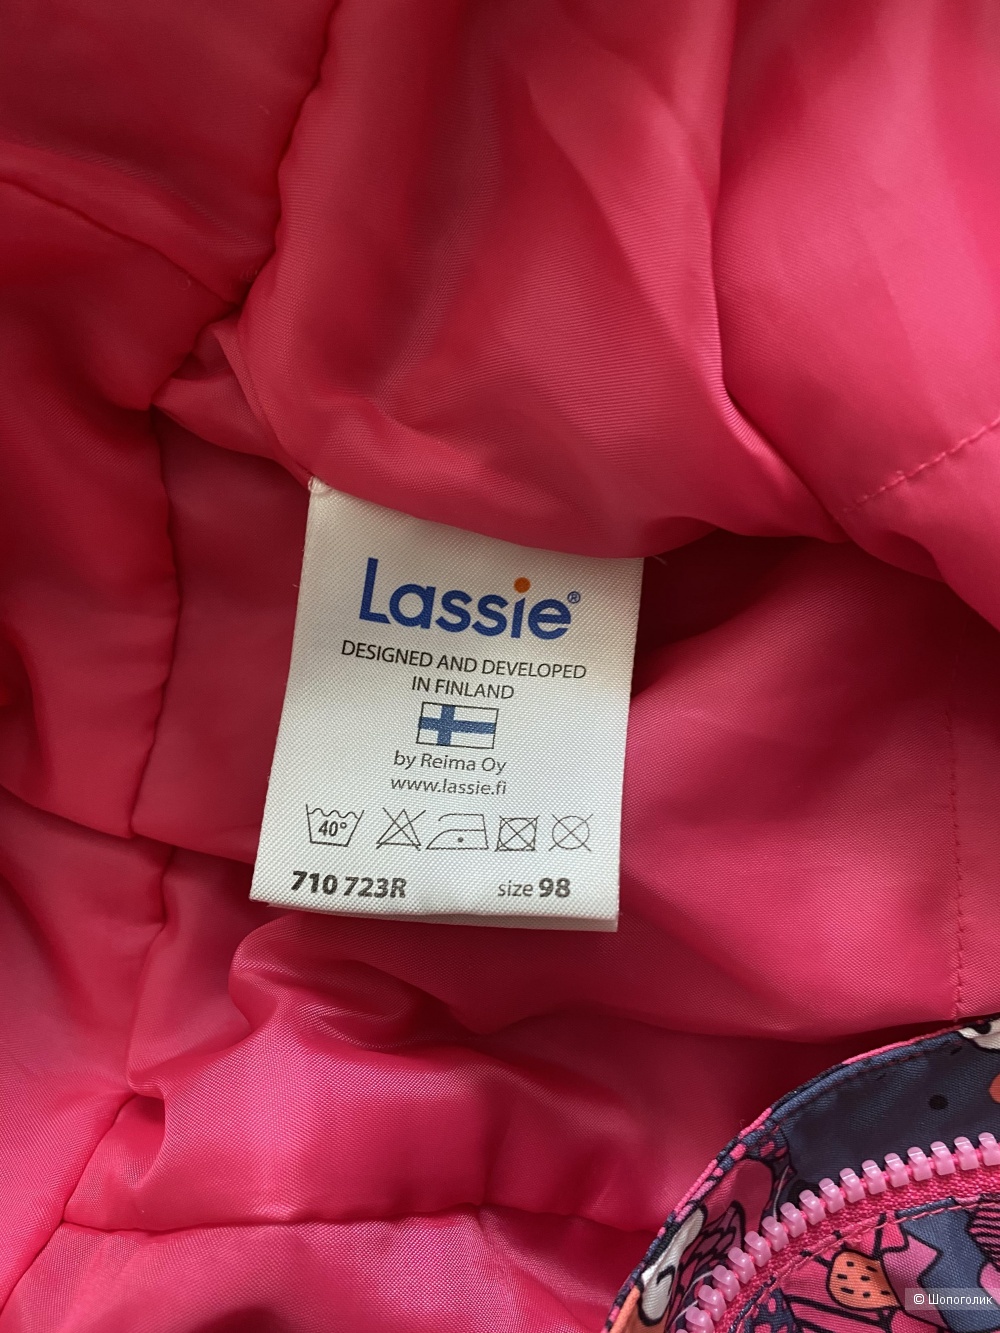 Lassie®
DESIGNED AND DEVELOPED
IN FINLAND
by Reima Oy
www.lassie.fi
40°
710 723R size 98
© Шопоголик